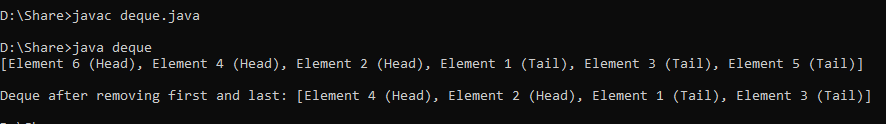 D:\Share>javac deque.java
D:\Share>java deque
[Element 6 (Head), Element 4 (Head), Element 2 (Head), Element 1 (Tail), Element 3 (Tail), Element 5 (Tail)]
Deque after removing first and last: [Element 4 (Head), Element 2 (Head), Element 1 (Tail), Element 3 (Tail)]